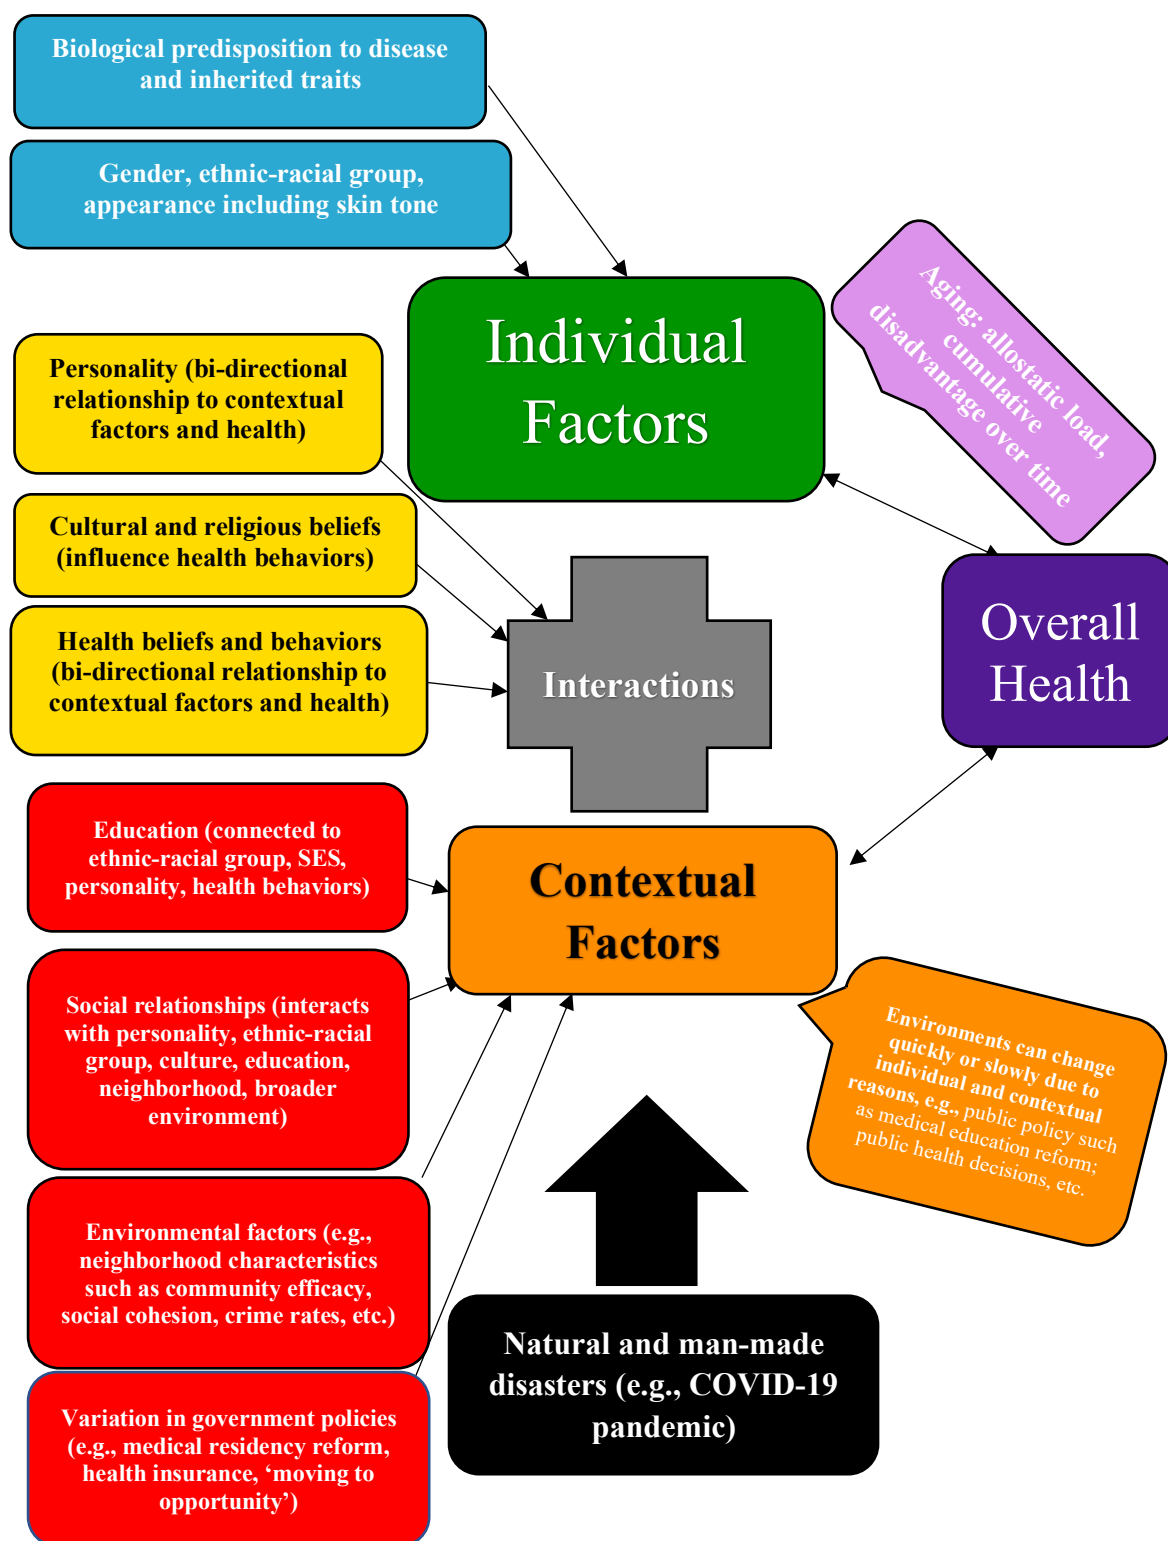 Biological predisposition to disease
and inherited traits
Gender, ethnic-racial group,
appearance including skin tone
Individual
Factors
Aging: allostatic load,
cumulative
disadvantage over time
Personality (bi-directional
relationship to contextual
factors and health)
Cultural and religious beliefs
(influence health behaviors)
Health beliefs and behaviors
(bi-directional relationship to
contextual factors and health)
Interactions
Overall
Health
Education (connected to
ethnic-racial group, SES,
personality, health behaviors)
Contextual
Factors
Social relationships (interacts
with personality, ethnic-racial
group, culture, education,
neighborhood, broader
environment)
Environments can change
quickly or slowly due to
individual and contextual
reasons, e.g., public policy such
as medical education reform;
public health decisions, etc.
Environmental factors (e.g.,
neighborhood characteristics
such as community efficacy,
social cohesion, crime rates, etc.)
Natural and man-made
disasters (e.g., COVID-19
pandemic)
Variation in government policies
(e.g., medical residency reform,
health insurance, ‘moving to
opportunity’)